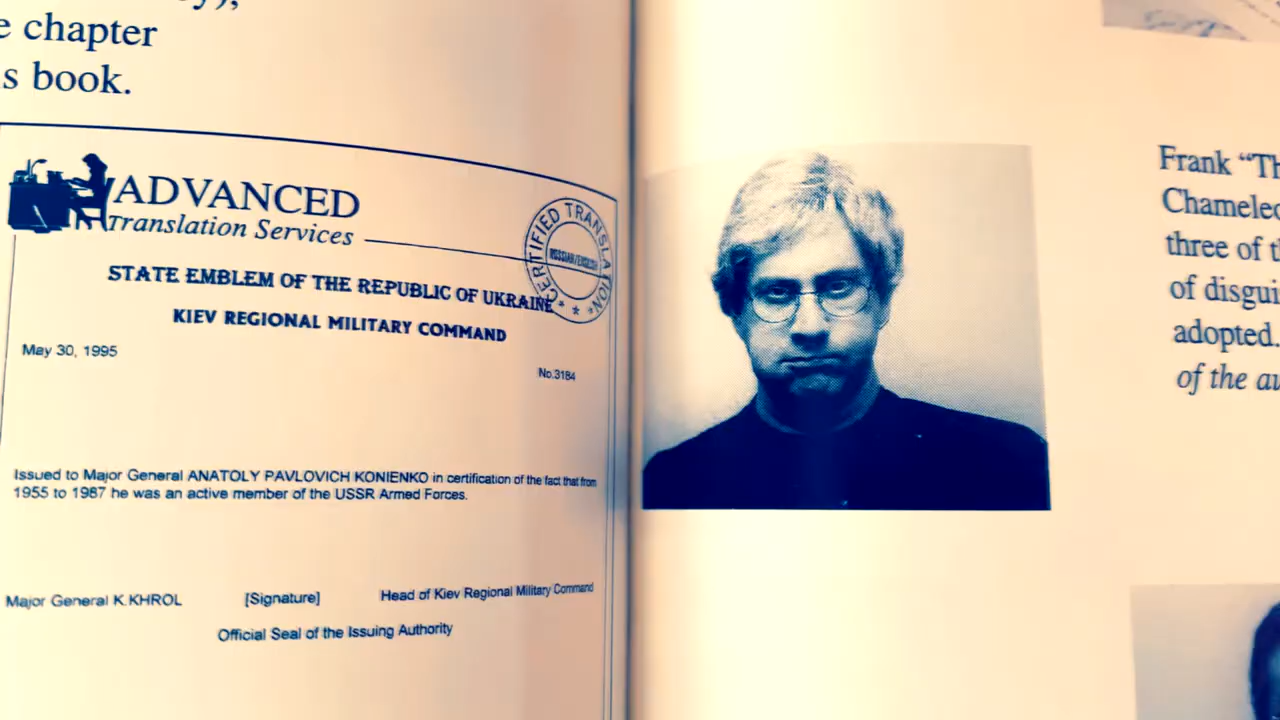 e chapter
s book.
ADVANCED
Translation Services
CERTIFIED TRANSLATION
RUSSIAN/ENGLISH
STATE EMBLEM OF THE REPUBLIC OF UKRAINE
KIEV REGIONAL MILITARY COMMAND
May 30, 1995
No.3184
Issued to Major General ANATOLY PAVLOVICH KONIENKO in certification of the fact that from
1955 to 1987 he was an active member of the USSR Armed Forces.
Major General K.KHROL [Signature] Head of Kiev Regional Military Command
Official Seal of the Issuing Authority
Frank “Th
Chameleo
three of t
of disgui
adopted.
of the au